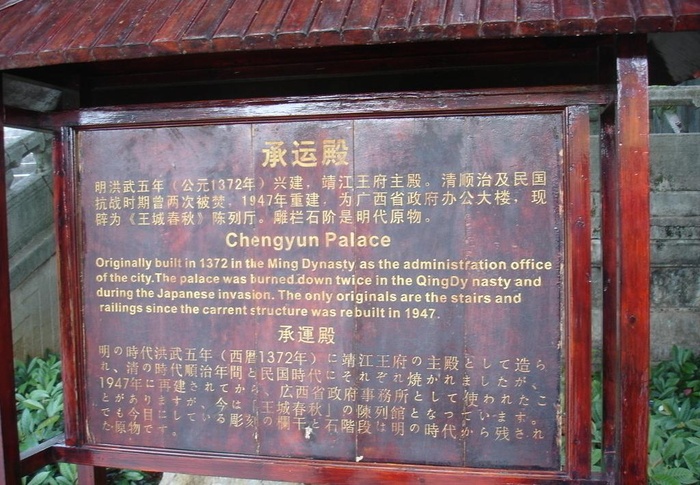 承运殿
明洪武五年（公元1372年）兴建，靖江王府主殿。清顺治及民国
抗战时期曾两次被焚，1947年重建，为广西省政府办公大楼，现
辟为《王城春秋》陈列厅。雕栏石阶是明代原物。
Chengyun Palace
Originally built in 1372 in the Ming Dynasty as the administration office
of the city.The palace was burned down twice in the QingDy nasty and
during the Japanese invasion. The only originals are the stairs and
railings since the carrent structure was rebuilt in 1947.
承運殿
明の時代洪武五年（西暦1372年）に靖江王府の主殿として造ら
れ、清の時代順治年間と民国時代にそれぞれ焼かれましたが、
1947年に再建されてから、広西省政府事務所として使われたこ
とがありますが、今は「王城春秋」の陳列館となっています。
でも今目にしている彫刻の欄干と石階段は明の時代から残され
た原物です。